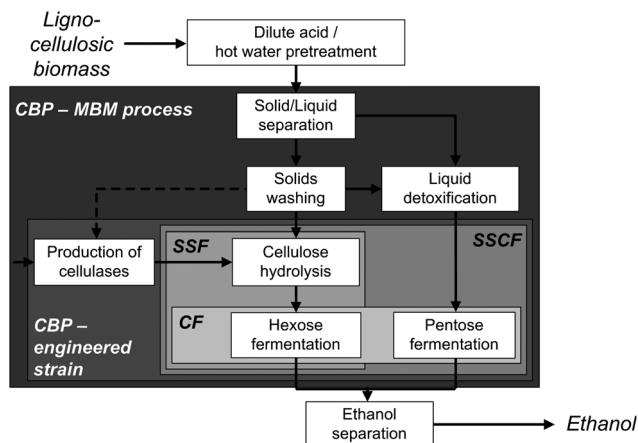 Ligno-
cellulosic
biomass
Dilute acid /
hot water pretreatment
CBP – MBM process
Solid/Liquid
separation
Solids
washing
Liquid
detoxification
SSF
SSCF
Production of
cellulases
Cellulose
hydrolysis
CF
CBP –
engineered
strain
Hexose
fermentation
Pentose
fermentation
Ethanol
separation
Ethanol